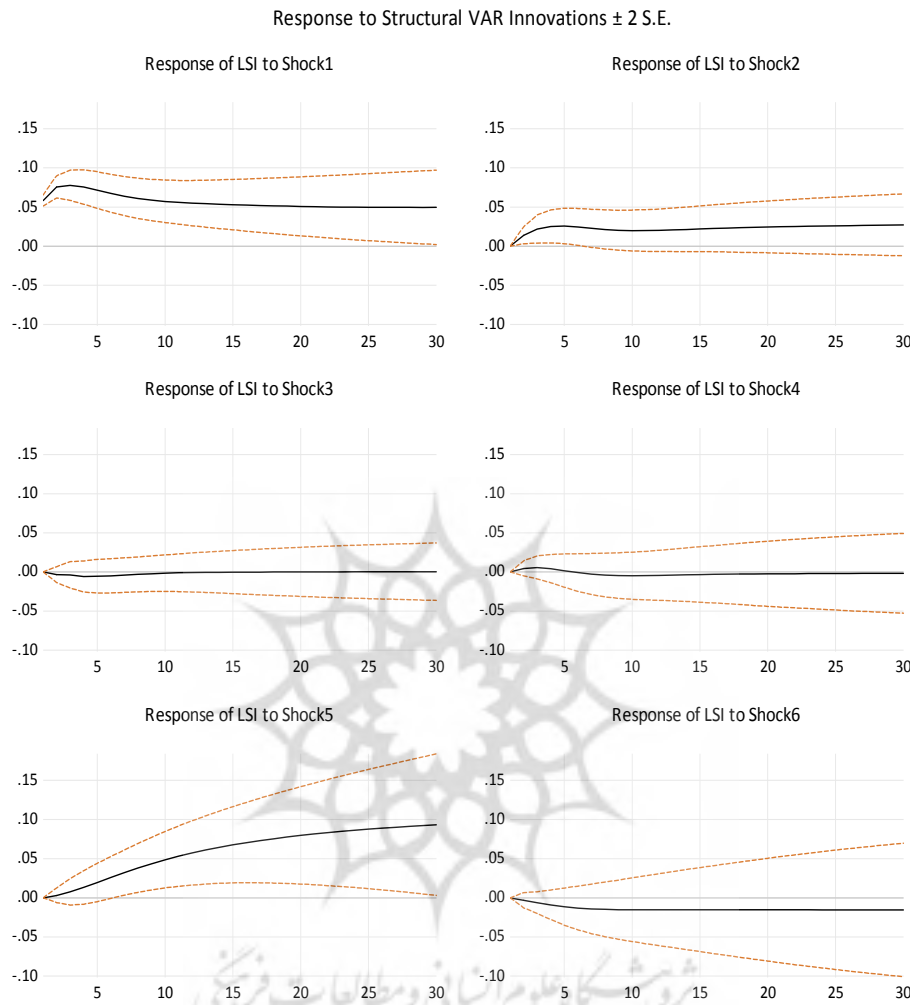 Response to Structural VAR Innovations ± 2 S.E.
Response of LSI to Shock1
Response of LSI to Shock2
.15
.10
.05
.00
-.05
-.10
5 10 15 20 25 30
.15
.10
.05
.00
-.05
-.10
5 10 15 20 25 30
Response of LSI to Shock3
Response of LSI to Shock4
.15
.10
.05
.00
-.05
-.10
5 10 15 20 25 30
.15
.10
.05
.00
-.05
-.10
5 10 15 20 25 30
Response of LSI to Shock5
Response of LSI to Shock6
.15
.10
.05
.00
-.05
-.10
5 10 15 20 25 30
.15
.10
.05
.00
-.05
-.10
5 10 15 20 25 30
پژوهشگاه علوم انسانی و مطالعات فرهنگی